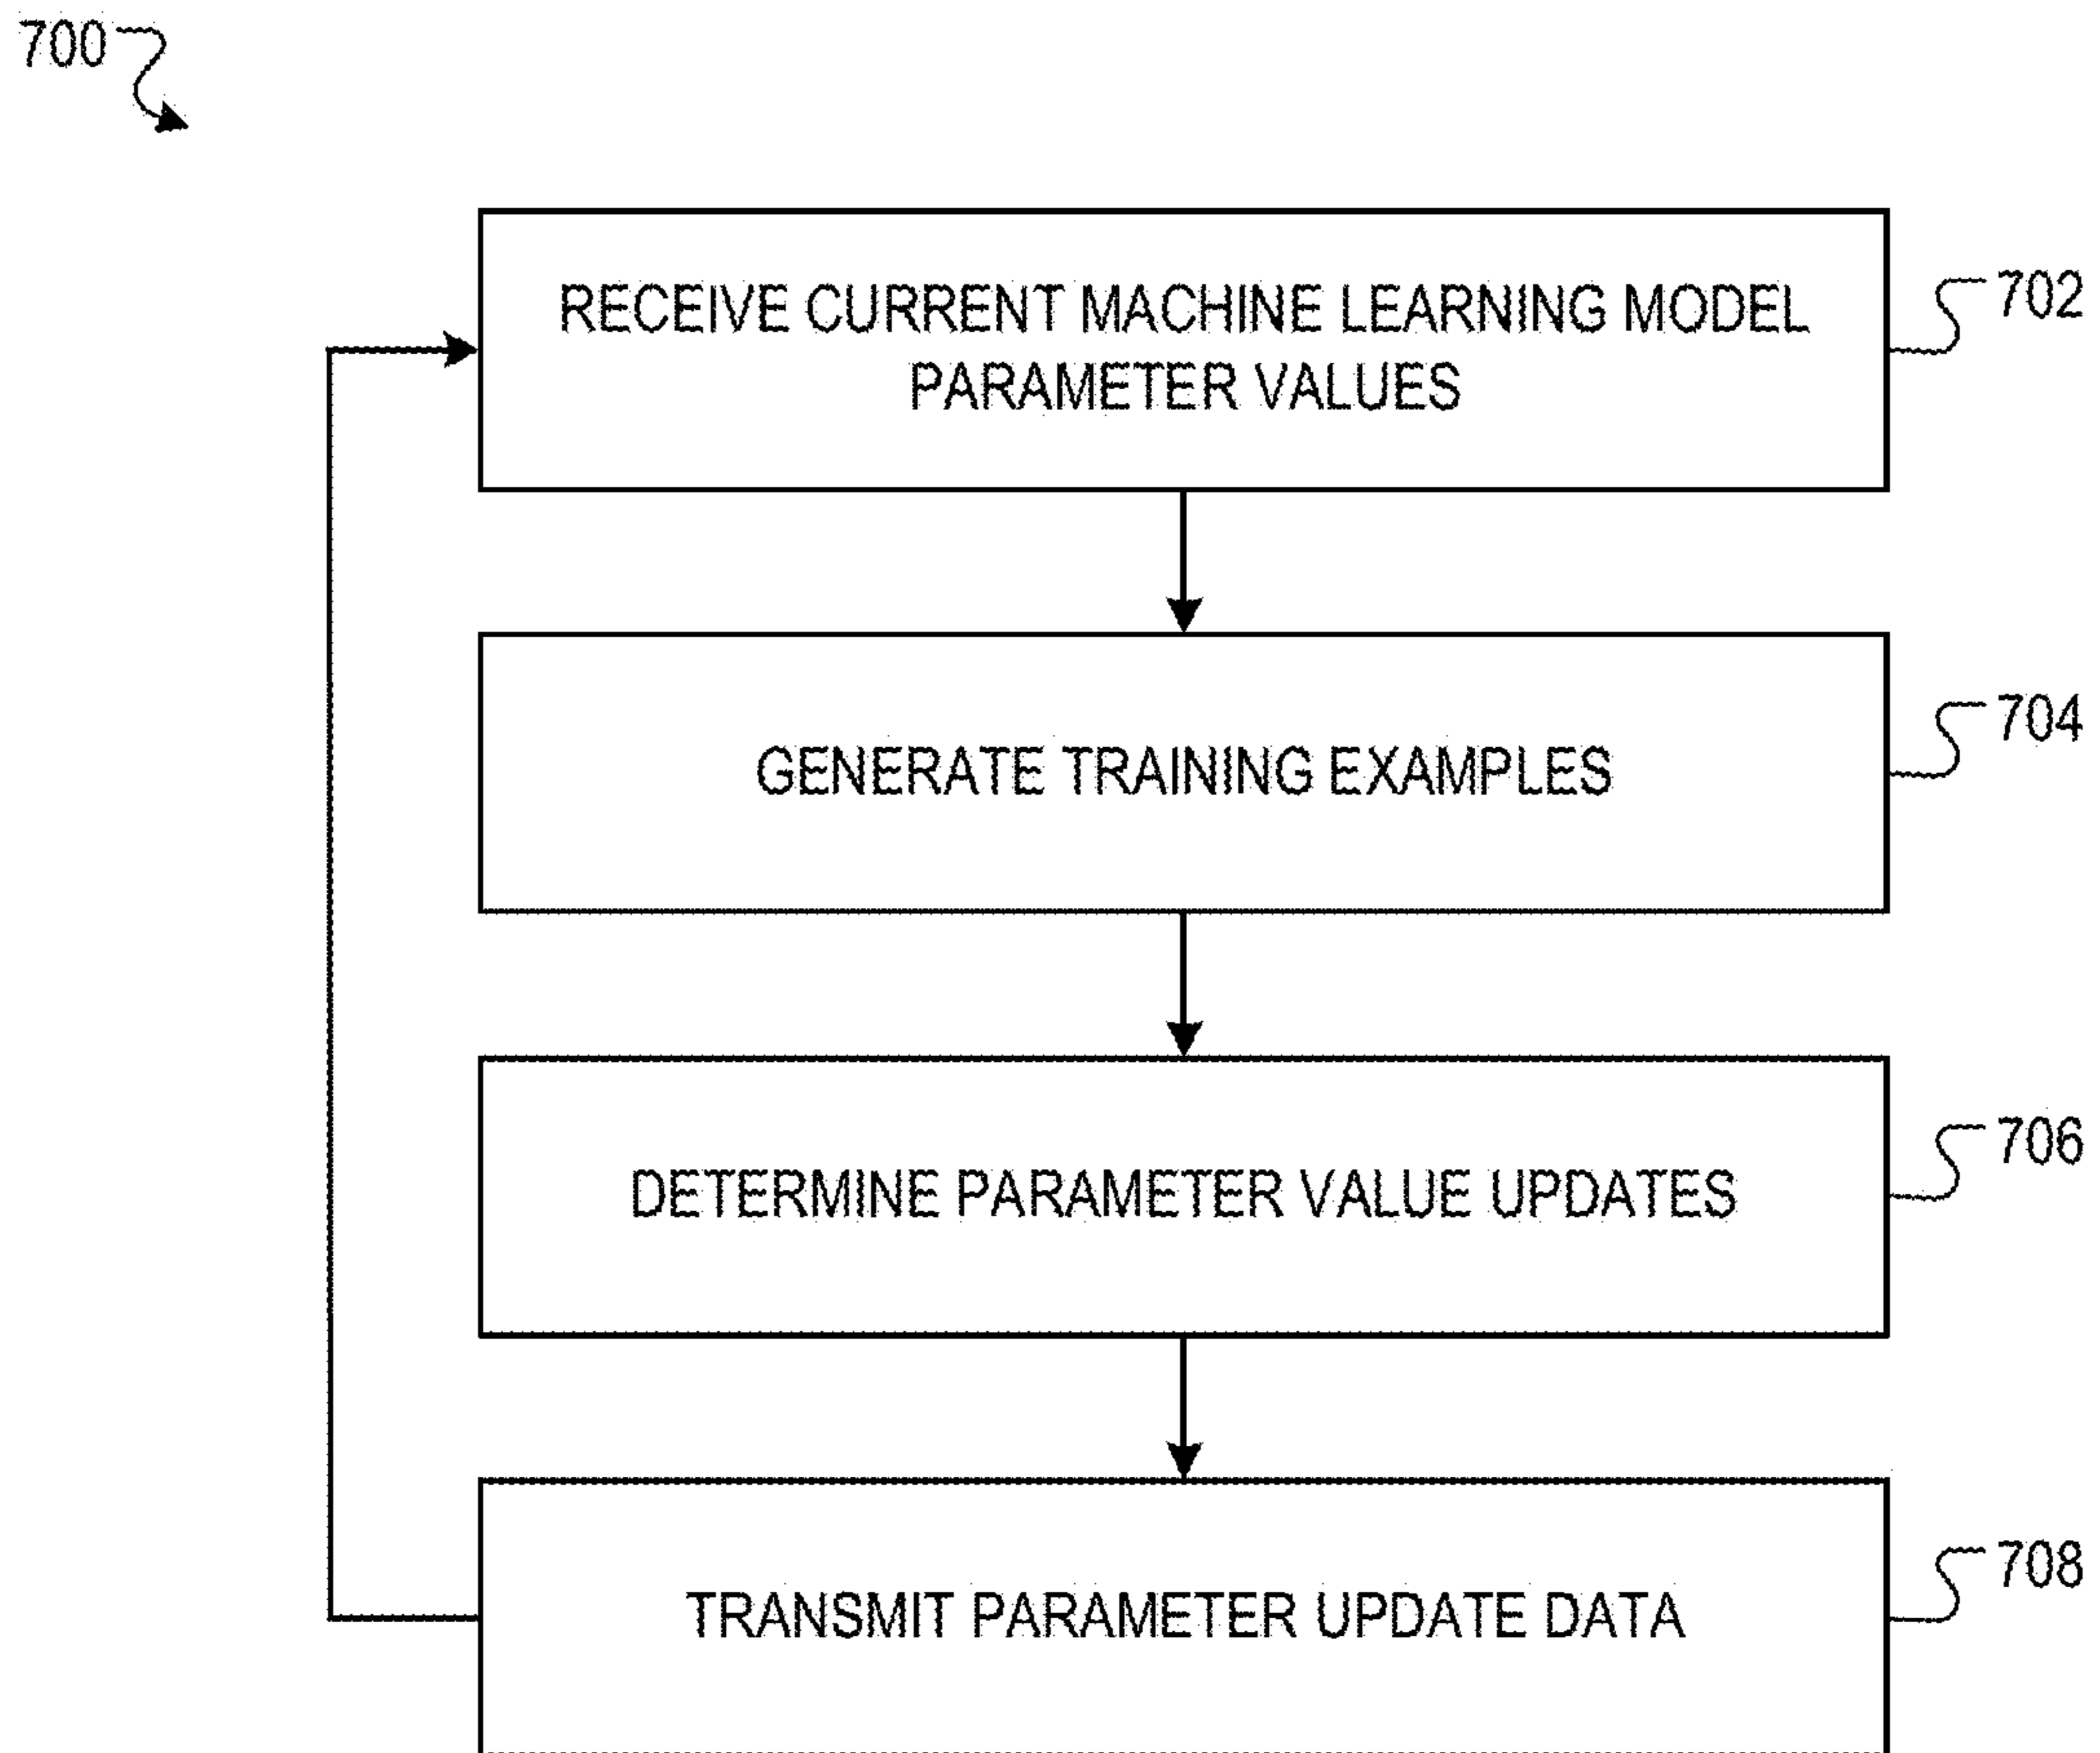 700
RECEIVE CURRENT MACHINE LEARNING MODEL
PARAMETER VALUES
702
GENERATE TRAINING EXAMPLES
704
DETERMINE PARAMETER VALUE UPDATES
706
TRANSMIT PARAMETER UPDATE DATA
708